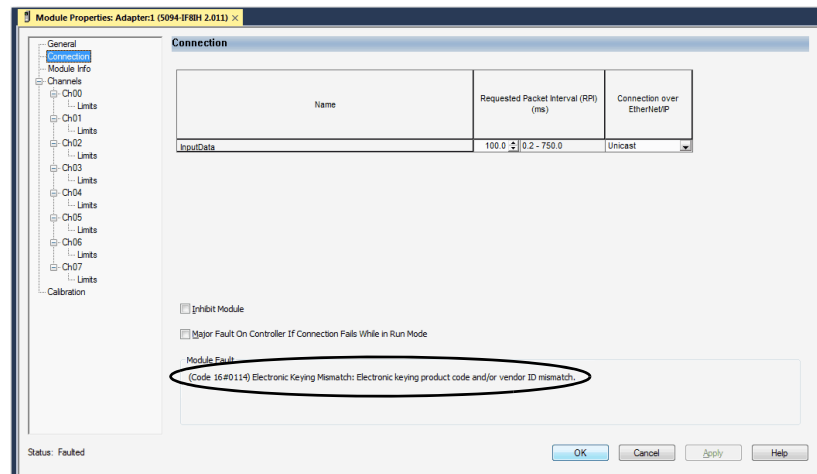 Module Properties: Adapter:1 (5094-IF8IH 2.011) ×
General
Connection
Module Info
Channels
Ch00
Limits
Ch01
Limits
Ch02
Limits
Ch03
Limits
Ch04
Limits
Ch05
Limits
Ch06
Limits
Ch07
Limits
Calibration
Connection
Name
Requested Packet Interval (RPI)
(ms)
Connection over
EtherNet/IP
InputData
100.0
0.2 - 750.0
Unicast
Inhibit Module
Major Fault On Controller If Connection Fails While in Run Mode
Module Fault
(Code 16#0114) Electronic Keying Mismatch: Electronic keying product code and/or vendor ID mismatch.
Status: Faulted
OK
Cancel
Apply
Help